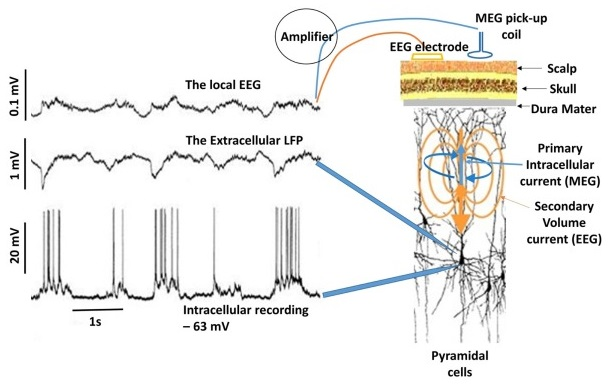 Amplifier
MEG pick-up
coil
EEG electrode
Scalp
Skull
Dura Mater
0.1 mV
The local EEG
1 mV
The Extracellular LFP
Primary
Intracellular
current (MEG)
Secondary
Volume
current (EEG)
20 mV
Intracellular recording
– 63 mV
1s
Pyramidal
cells